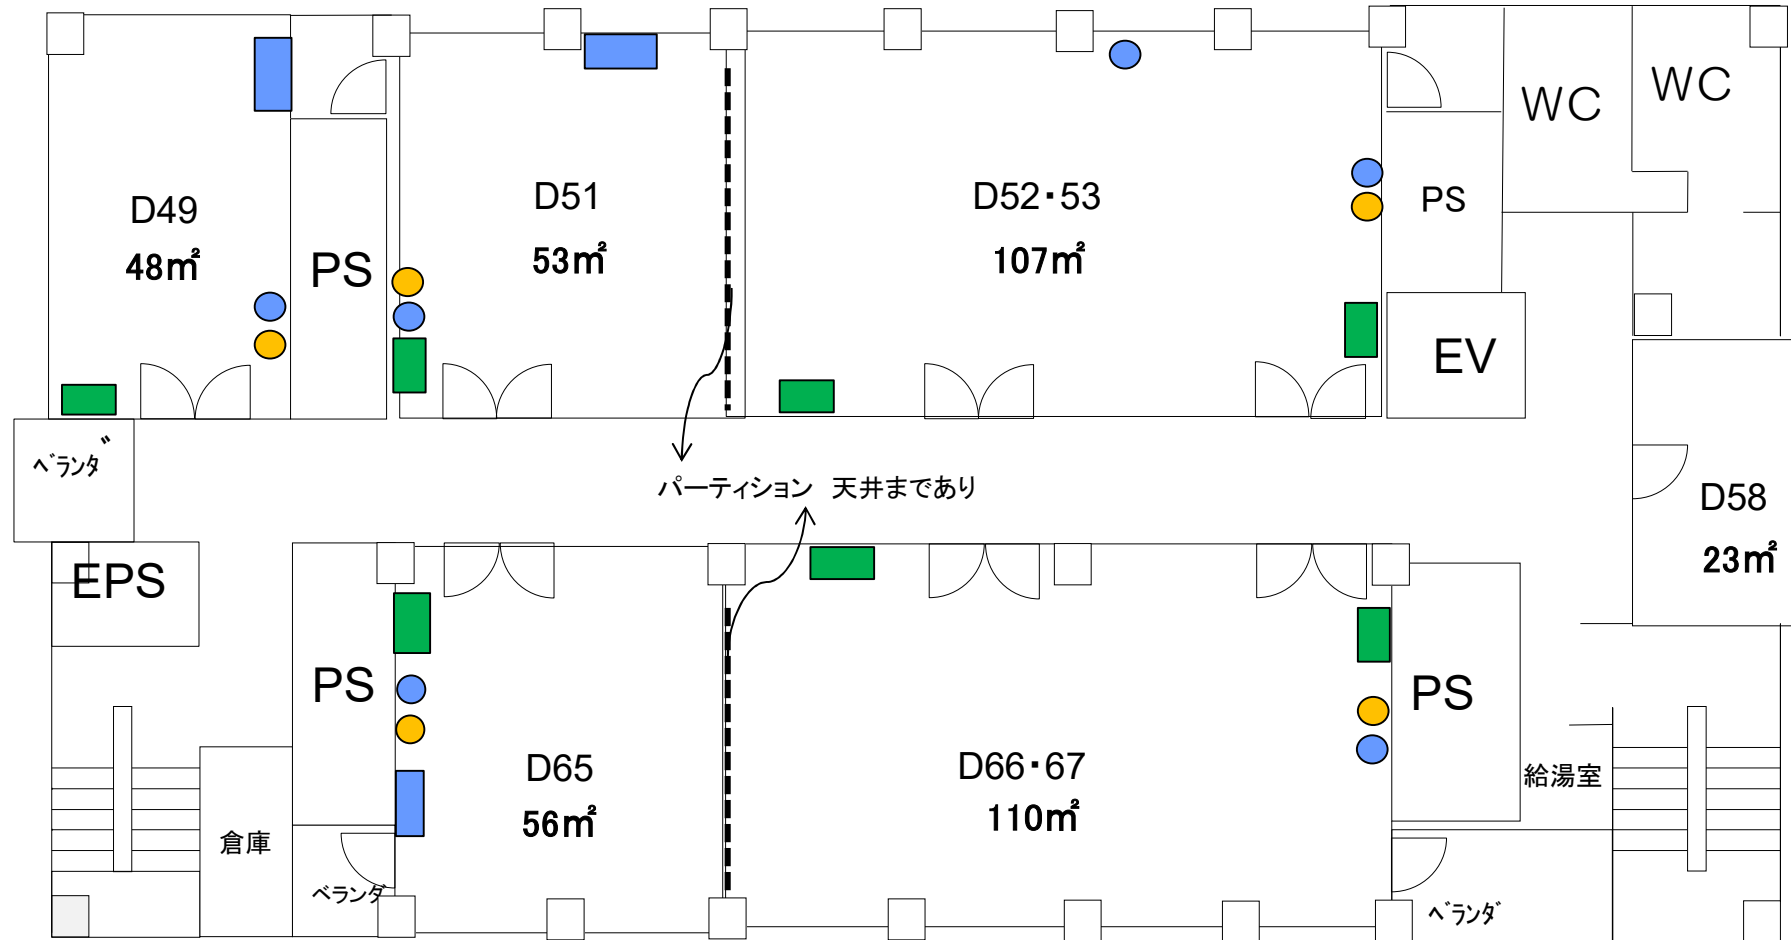 WC
WC
D49
48㎡
PS
D51
53㎡
D52・53
107㎡
PS
EV
ベランダ
パーティション　天井まであり
D58
23㎡
EPS
PS
D65
56㎡
D66・67
110㎡
PS
給湯室
倉庫
ベランダ
ベランダ